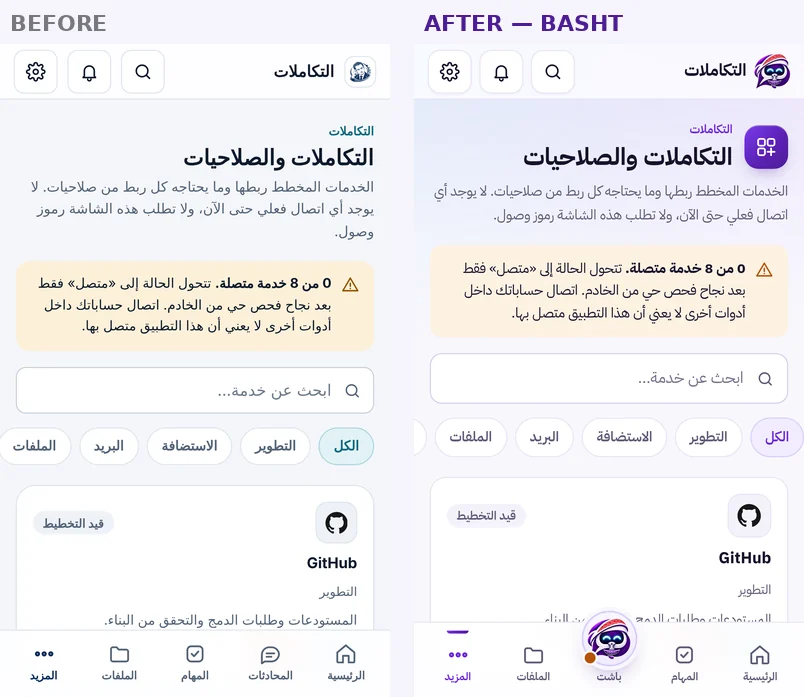 BEFORE
التكاملات
التكاملات
التكاملات والصلاحيات
الخدمات المخطط ربطها وما يحتاجه كل ربط من صلاحيات. لا
يوجد أي اتصال فعلي حتى الآن، ولا تطلب هذه الشاشة رموز
وصول.
0 من 8 خدمة متصلة. تتحول الحالة إلى «متصل» فقط
بعد نجاح فحص حي من الخادم. اتصال حساباتك داخل
أدوات أخرى لا يعني أن هذا التطبيق متصل بها.
ابحث عن خدمة...
الكل التطوير الاستضافة البريد الملفات
قيد التخطيط
GitHub
التطوير
المستودعات وطلبات الدمج والتحقق من البناء.
الرئيسية المحادثات المهام الملفات المزيد
AFTER — BASHT
التكاملات
التكاملات
التكاملات والصلاحيات
الخدمات المخطط ربطها وما يحتاجه كل ربط من صلاحيات. لا يوجد أي
اتصال فعلي حتى الآن، ولا تطلب هذه الشاشة رموز وصول.
0 من 8 خدمة متصلة. تتحول الحالة إلى «متصل» فقط
بعد نجاح فحص حي من الخادم. اتصال حساباتك داخل
أدوات أخرى لا يعني أن هذا التطبيق متصل بها.
ابحث عن خدمة...
الكل التطوير الاستضافة البريد الملفات
قيد التخطيط
GitHub
التطوير
المستودعات وطلبات الدمج من البناء.
الرئيسية المهام باشت الملفات المزيد